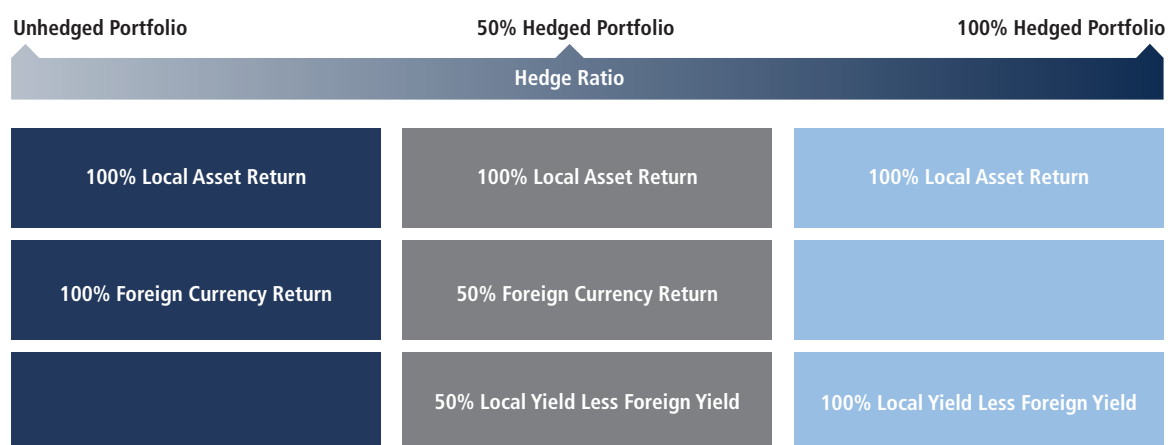 Unhedged Portfolio
50% Hedged Portfolio
100% Hedged Portfolio
Hedge Ratio
100% Local Asset Return
100% Local Asset Return
100% Local Asset Return
100% Foreign Currency Return
50% Foreign Currency Return
50% Local Yield Less Foreign Yield
100% Local Yield Less Foreign Yield